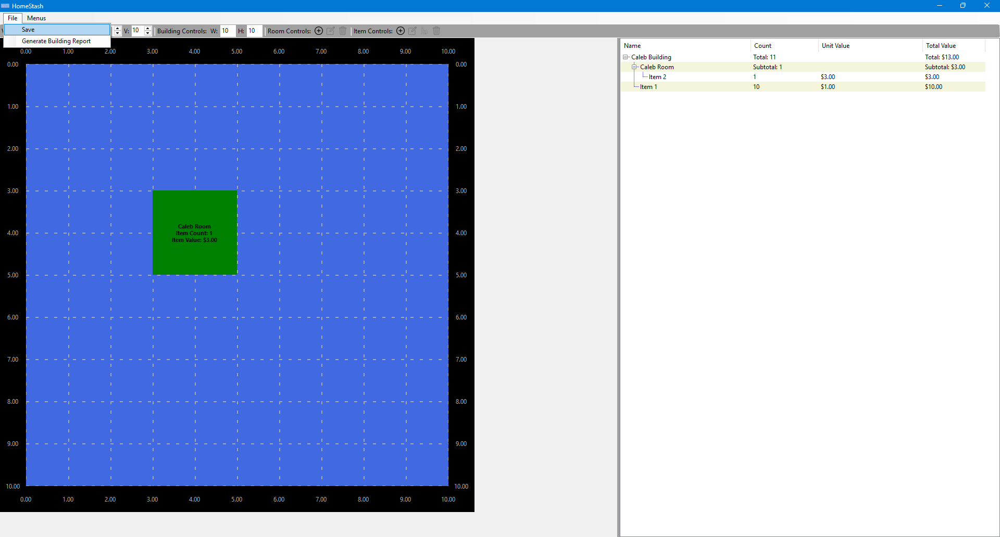 HomeStash
File Menus
Save
Generate Building Report
V: 10 Building Controls: W: 10 H: 10 Room Controls: Item Controls:
0.00 1.00 2.00 3.00 4.00 5.00 6.00 7.00 8.00 9.00 10.00
0.00 0.00
1.00 1.00
2.00 2.00
3.00 3.00
Caleb Room
4.00 Item Count: 1 4.00
Item Value: $3.00
5.00 5.00
6.00 6.00
7.00 7.00
8.00 8.00
9.00 9.00
10.00 10.00
0.00 1.00 2.00 3.00 4.00 5.00 6.00 7.00 8.00 9.00 10.00
Name Count Unit Value Total Value
Caleb Building Total: 11 Total: $13.00
Caleb Room Subtotal: 1 Subtotal: $3.00
Item 2 1 $3.00 $3.00
Item 1 10 $1.00 $10.00